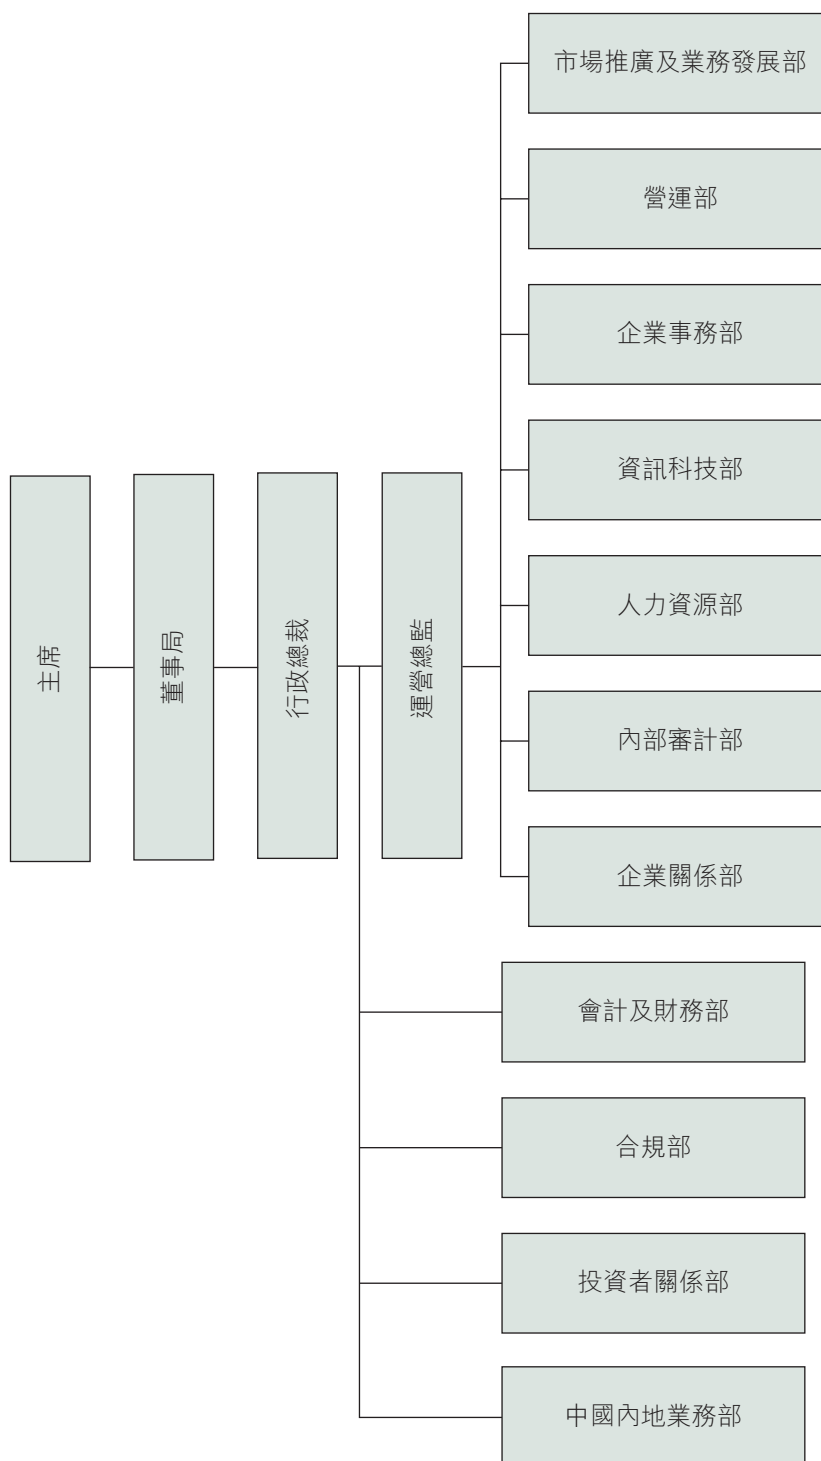 主席
董事局
行政總裁
運營總監
市場推廣及業務發展部
營運部
企業事務部
資訊科技部
人力資源部
內部審計部
企業關係部
會計及財務部
合規部
投資者關係部
中國內地業務部